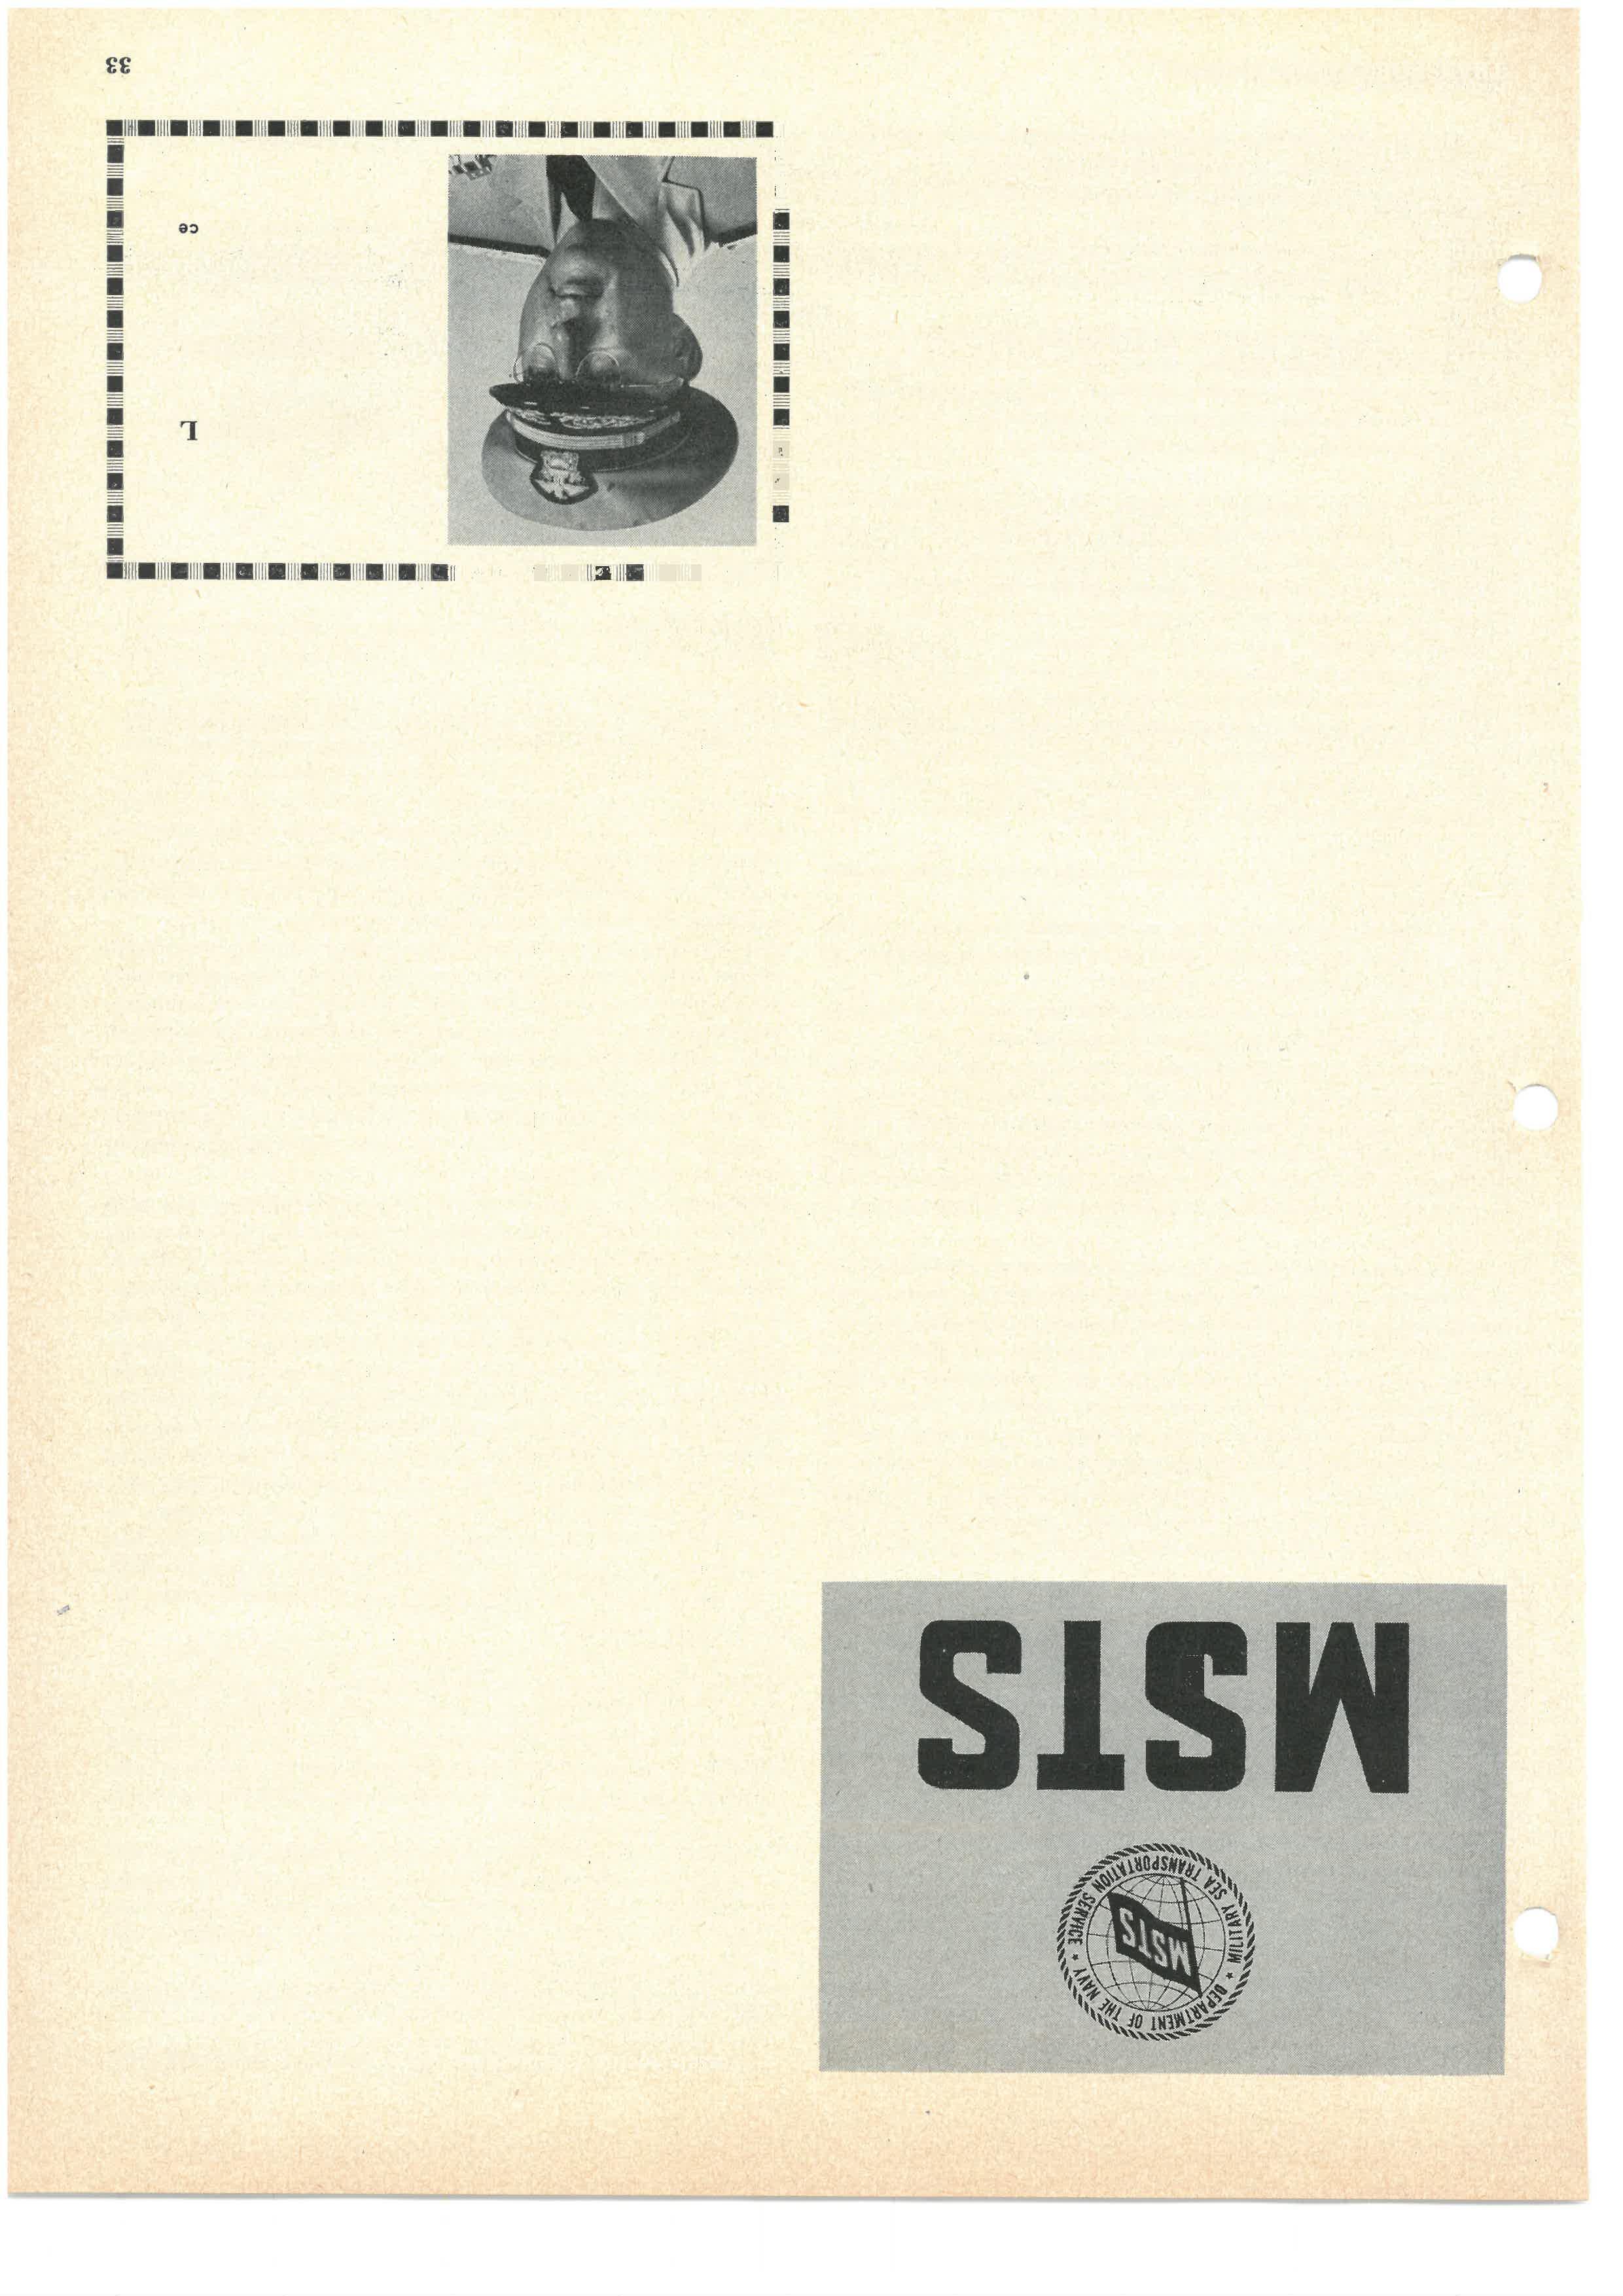 MILITARY SEA TRANSPORTATION SERVICE ★ DEPARTMENT OF THE NAVY ★
MSTS
MSTS
L
ce
33